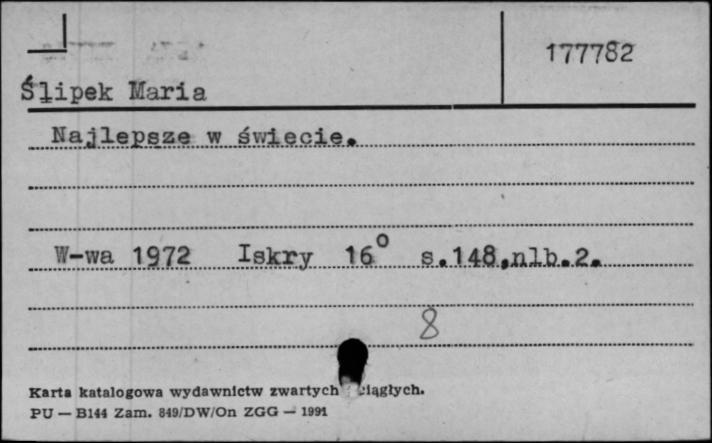 177782
Ślipek Maria
Najlepsze w świecie.
W-wa 1972 Iskry 16° s.148,nlb.2.
8
Karta katalogowa wydawnictw zwartych ciągłych.
PU — B144 Zam. 849/DW/On ZGG — 1991